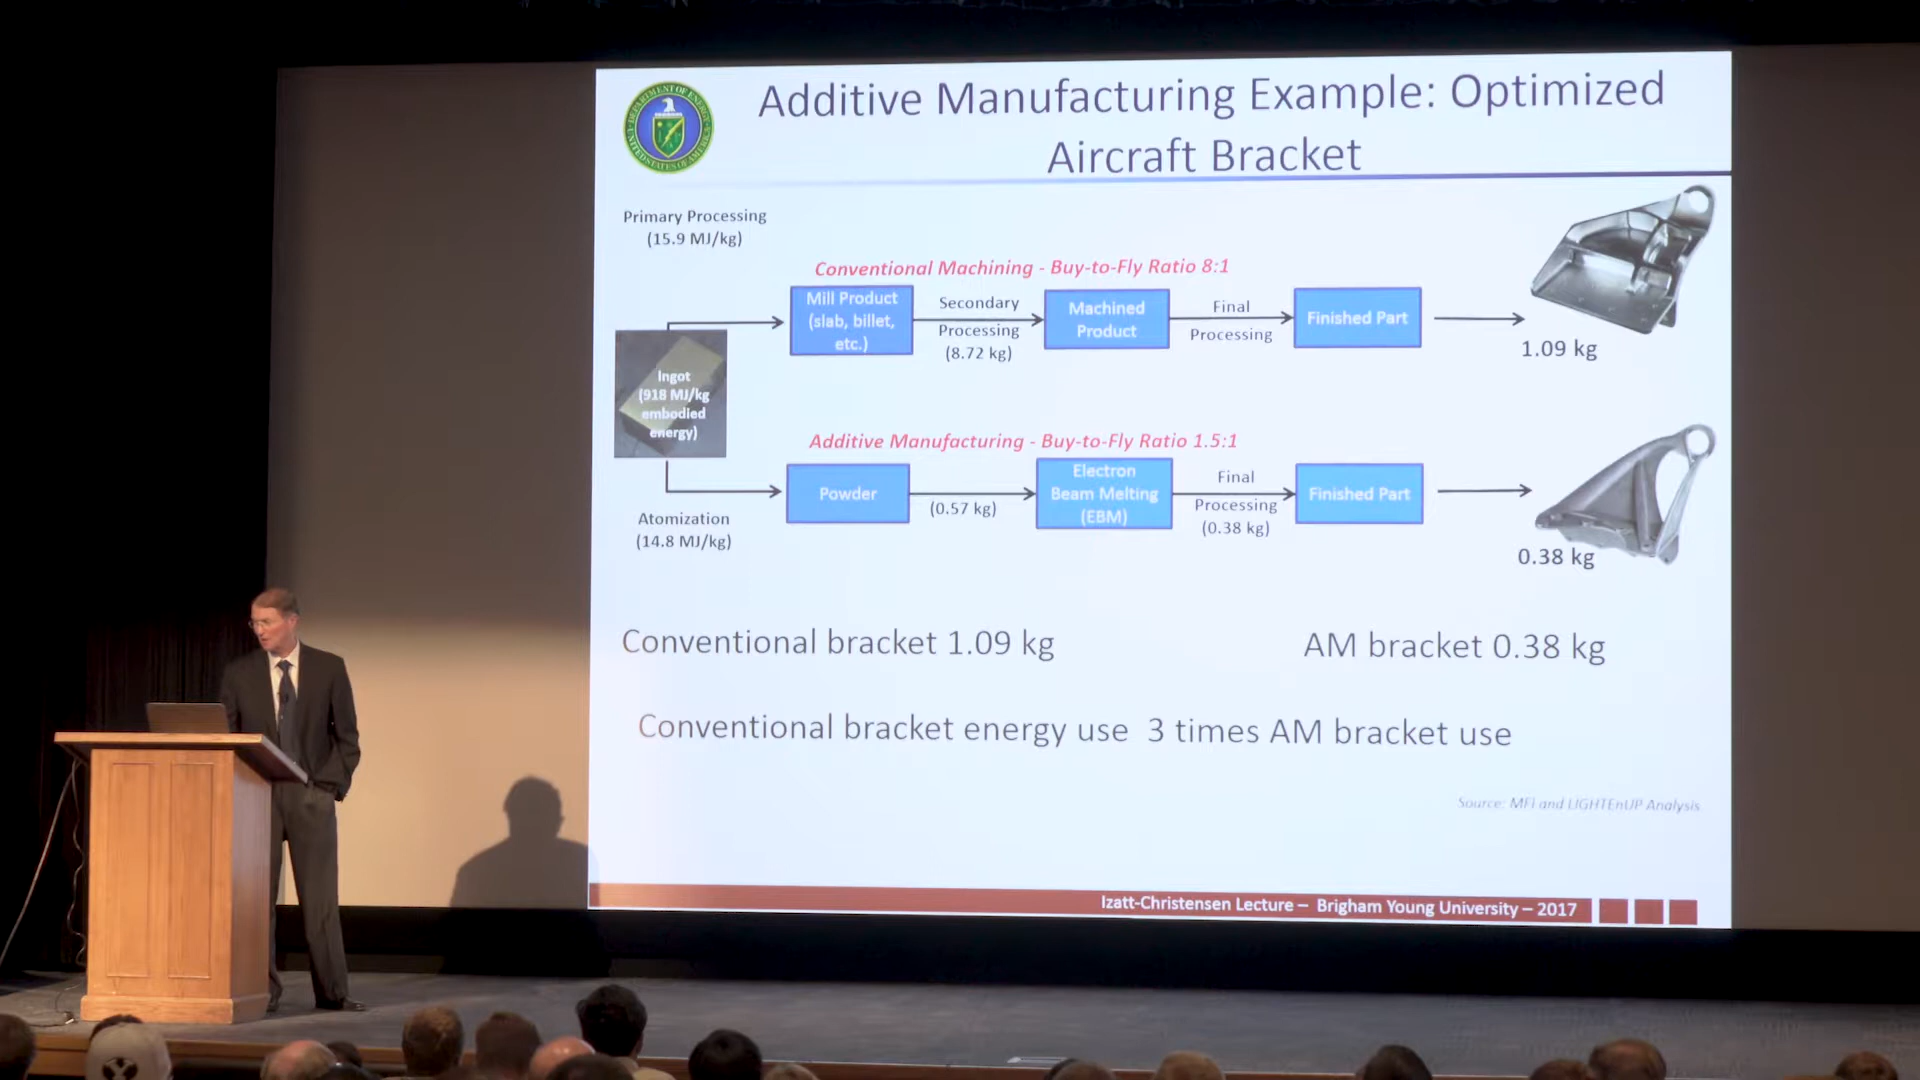 Additive Manufacturing Example: Optimized
Aircraft Bracket
Primary Processing
(15.9 MJ/kg)
Conventional Machining - Buy-to-Fly Ratio 8:1
Mill Product
(slab, billet,
etc.)
Secondary
Processing
(8.72 kg)
Machined
Product
Final
Processing
Finished Part
1.09 kg
Ingot
(918 MJ/kg
embodied
energy)
Additive Manufacturing - Buy-to-Fly Ratio 1.5:1
Powder
(0.57 kg)
Electron
Beam Melting
(EBM)
Final
Processing
(0.38 kg)
Finished Part
0.38 kg
Atomization
(14.8 MJ/kg)
Conventional bracket 1.09 kg
AM bracket 0.38 kg
Conventional bracket energy use 3 times AM bracket use
Source: MFI and LIGHTEnUP Analysis
Izatt-Christensen Lecture – Brigham Young University – 2017